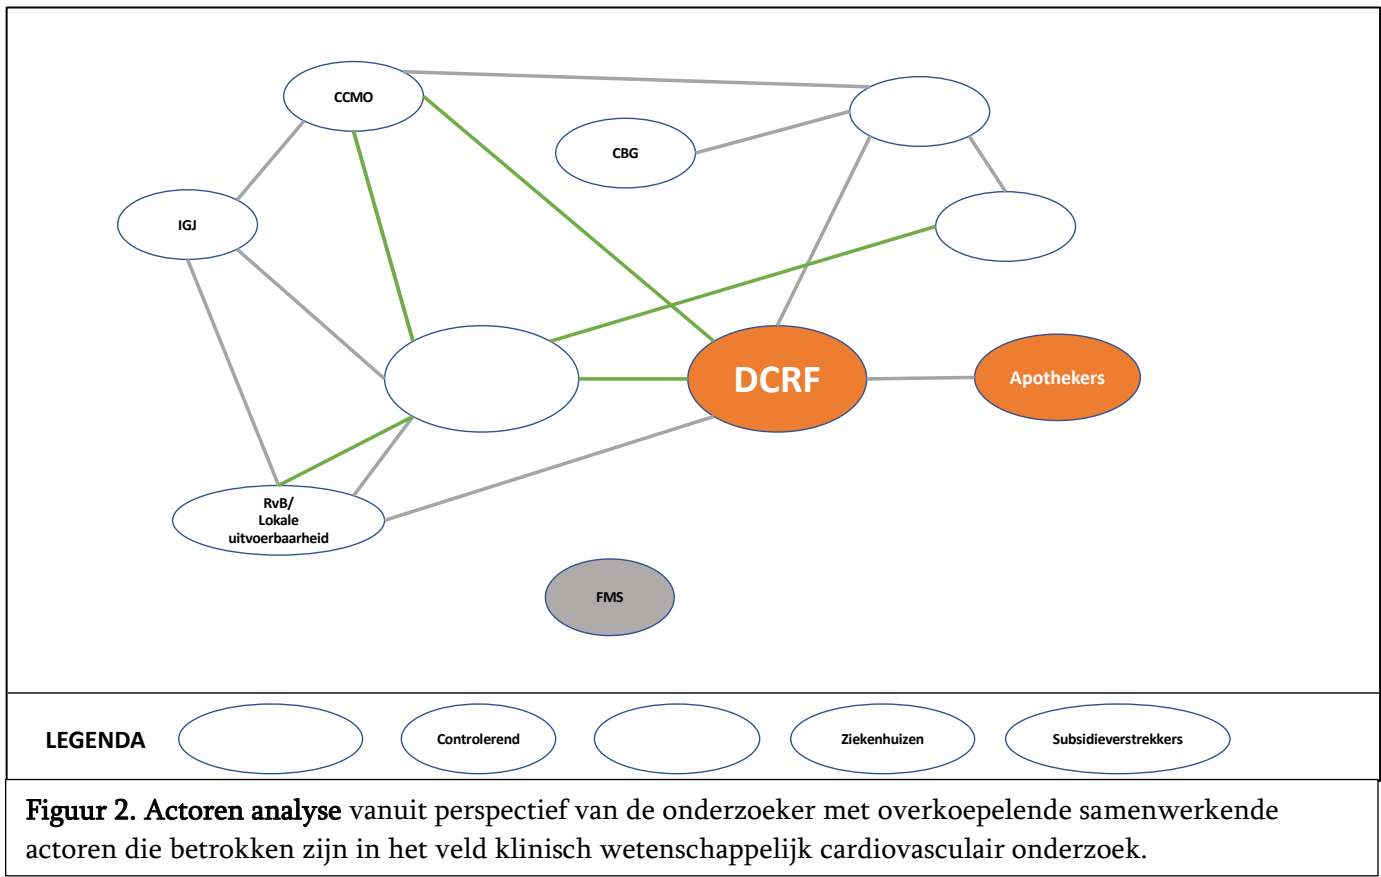 CCMO
CBG
IGJ
DCRF
Apothekers
RvB/
Lokale
uitvoerbaarheid
FMS
LEGENDA
Controlerend
Ziekenhuizen
Subsidieverstrekkers
Figuur 2. Actoren analyse vanuit perspectief van de onderzoeker met overkoepelende samenwerkende
actoren die betrokken zijn in het veld klinisch wetenschappelijk cardiovasculair onderzoek.